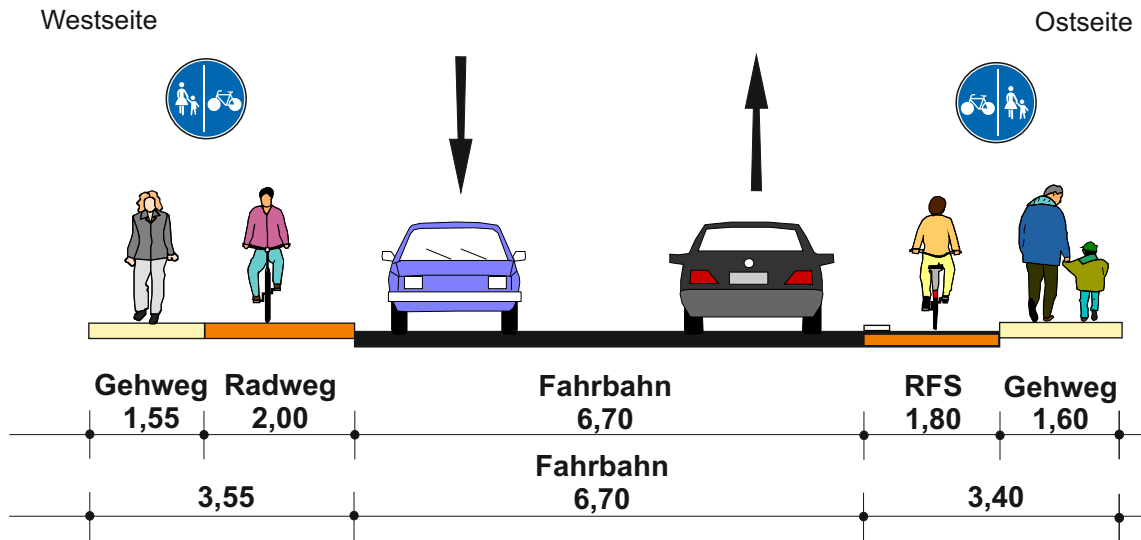 Westseite
Ostseite
Gehweg Radweg Fahrbahn RFS Gehweg
1,55 2,00 6,70 1,80 1,60
Fahrbahn
3,55 6,70 3,40